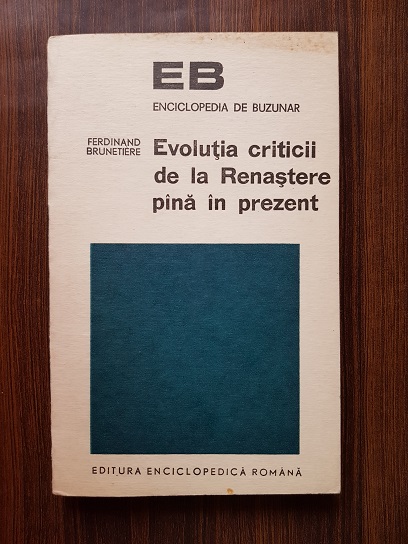 EB
ENCICLOPEDIA DE BUZUNAR
FERDINAND
BRUNETIERE
Evoluţia criticii
de la Renaştere
pînă în prezent
EDITURA ENCICLOPEDICĂ ROMÂNĂ